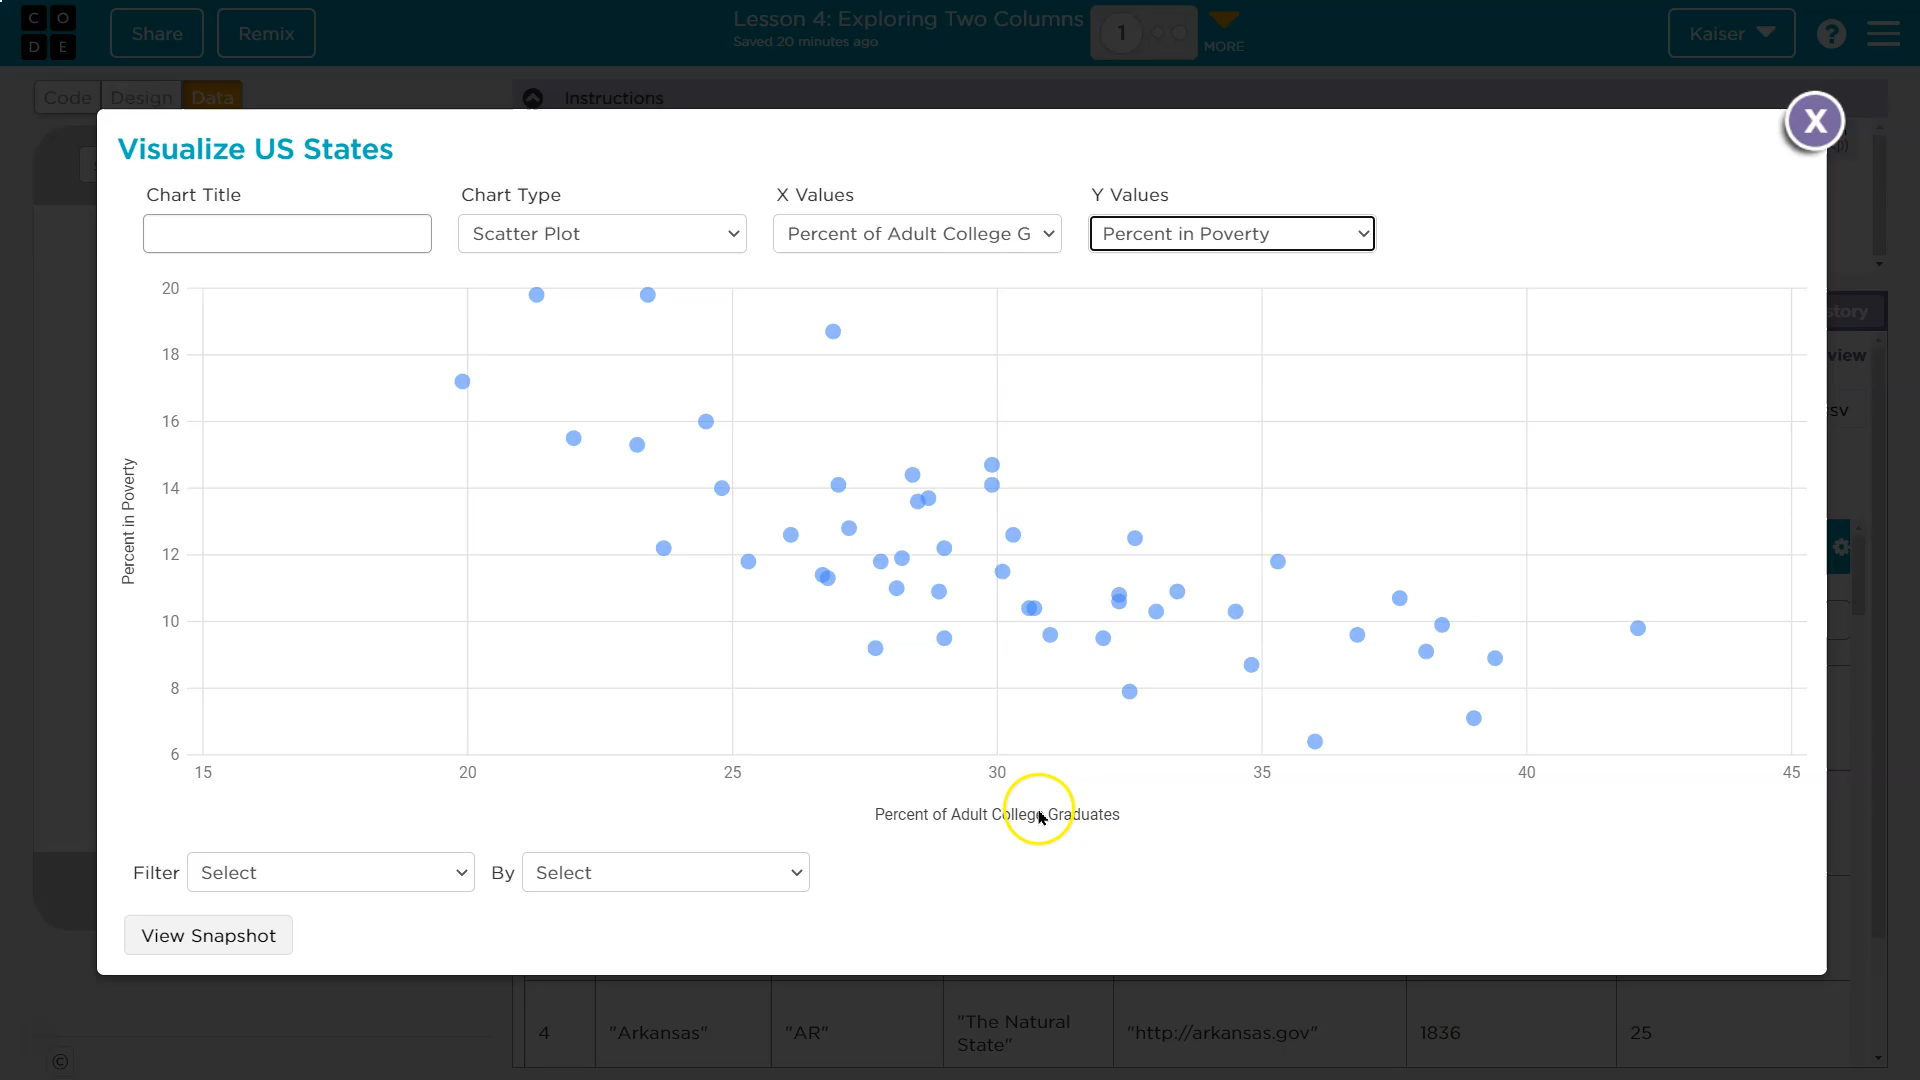 C O
D E
Share
Remix
Lesson 4: Exploring Two Columns
Saved 20 minutes ago
1
MORE
Kaiser
?
Code
Design
Data
Instructions
Visualize US States
X
Chart Title
Chart Type
X Values
Y Values
Scatter Plot
Percent of Adult College G
Percent in Poverty
20
18
16
14
12
10
8
6
Percent in Poverty
15
20
25
30
35
40
45
Percent of Adult College Graduates
Filter
Select
By
Select
View Snapshot
story
view
sv
4
"Arkansas"
"AR"
"The Natural
State"
"http://arkansas.gov"
1836
25
©